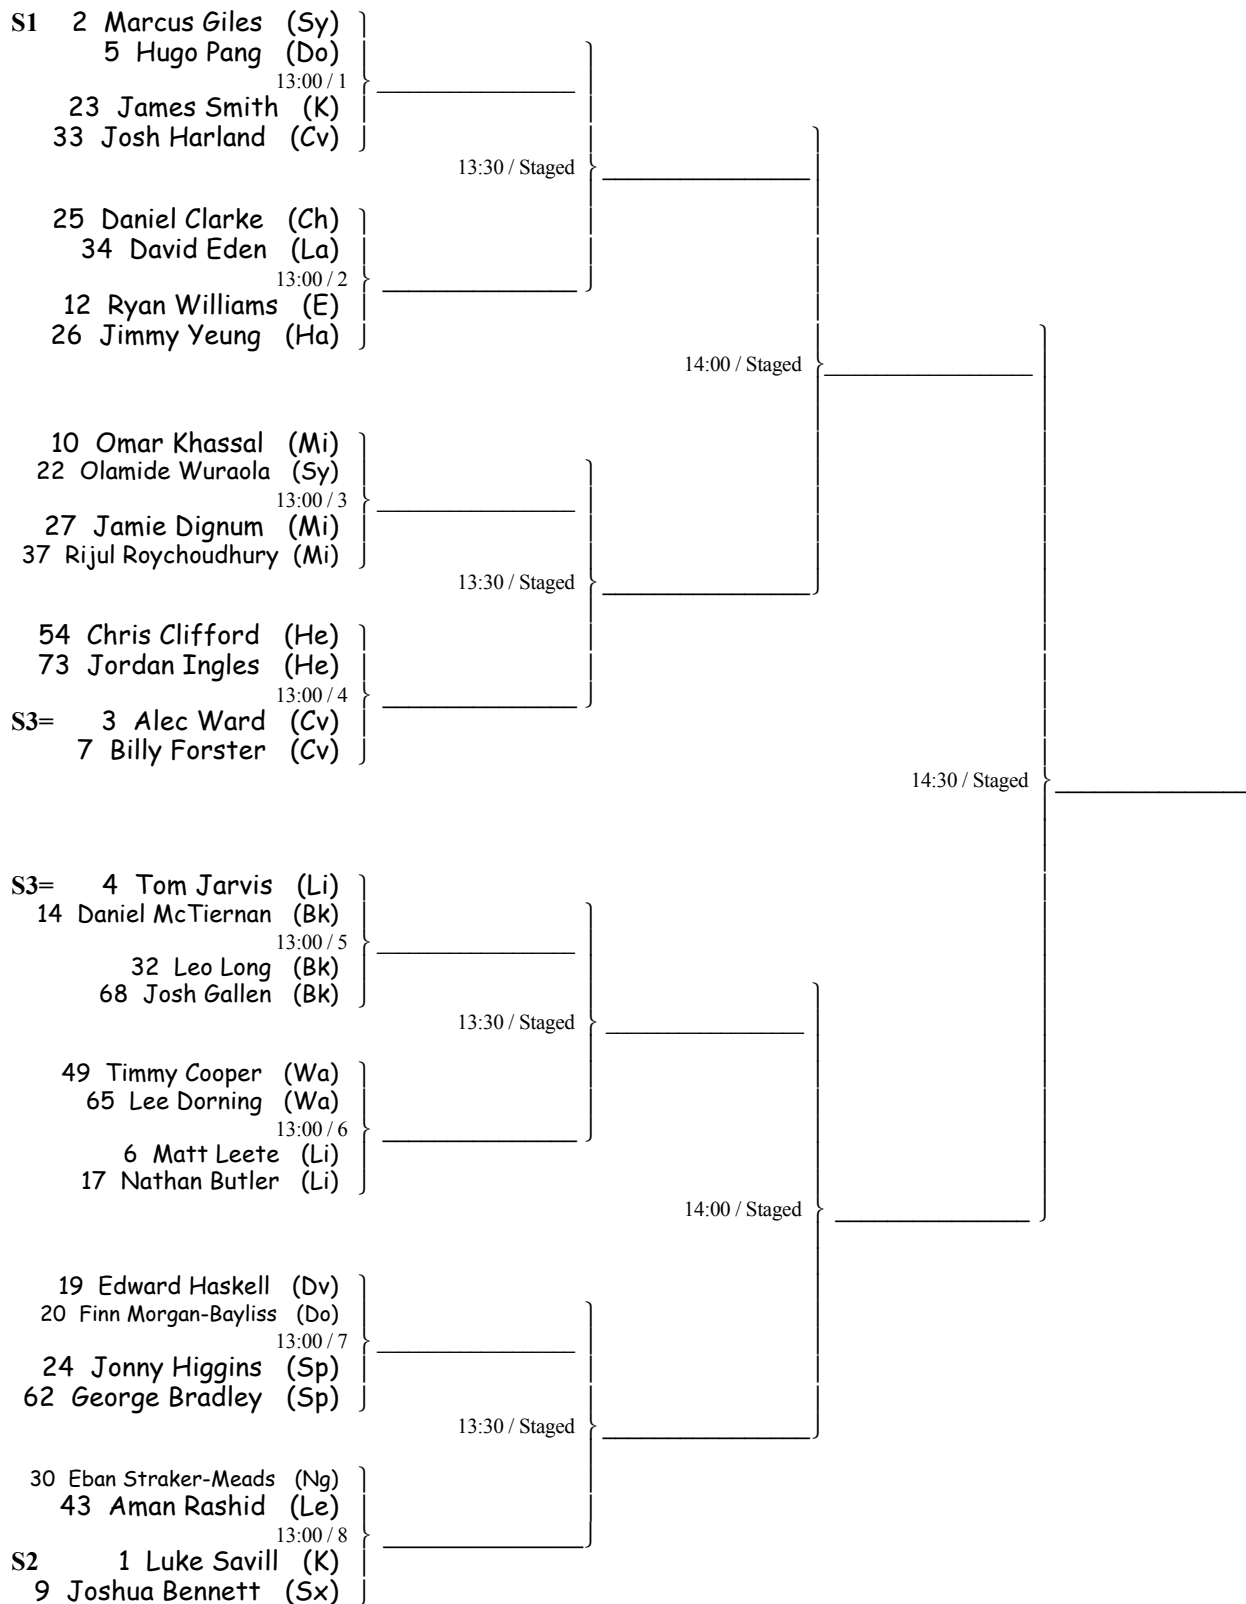 S1 2 Marcus Giles (Sy)
5 Hugo Pang (Do)
13:00 / 1
23 James Smith (K)
33 Josh Harland (Cv)
13:30 / Staged
25 Daniel Clarke (Ch)
34 David Eden (La)
13:00 / 2
12 Ryan Williams (E)
26 Jimmy Yeung (Ha)
14:00 / Staged
10 Omar Khassal (Mi)
22 Olamide Wuraola (Sy)
13:00 / 3
27 Jamie Dignum (Mi)
37 Rijul Roychoudhury (Mi)
13:30 / Staged
54 Chris Clifford (He)
73 Jordan Ingles (He)
13:00 / 4
S3= 3 Alec Ward (Cv)
7 Billy Forster (Cv)
14:30 / Staged
S3= 4 Tom Jarvis (Li)
14 Daniel McTiernan (Bk)
13:00 / 5
32 Leo Long (Bk)
68 Josh Gallen (Bk)
13:30 / Staged
49 Timmy Cooper (Wa)
65 Lee Dorning (Wa)
13:00 / 6
6 Matt Leete (Li)
17 Nathan Butler (Li)
14:00 / Staged
19 Edward Haskell (Dv)
20 Finn Morgan-Bayliss (Do)
13:00 / 7
24 Jonny Higgins (Sp)
62 George Bradley (Sp)
13:30 / Staged
30 Eban Straker-Meads (Ng)
43 Aman Rashid (Le)
13:00 / 8
S2 1 Luke Savill (K)
9 Joshua Bennett (Sx)